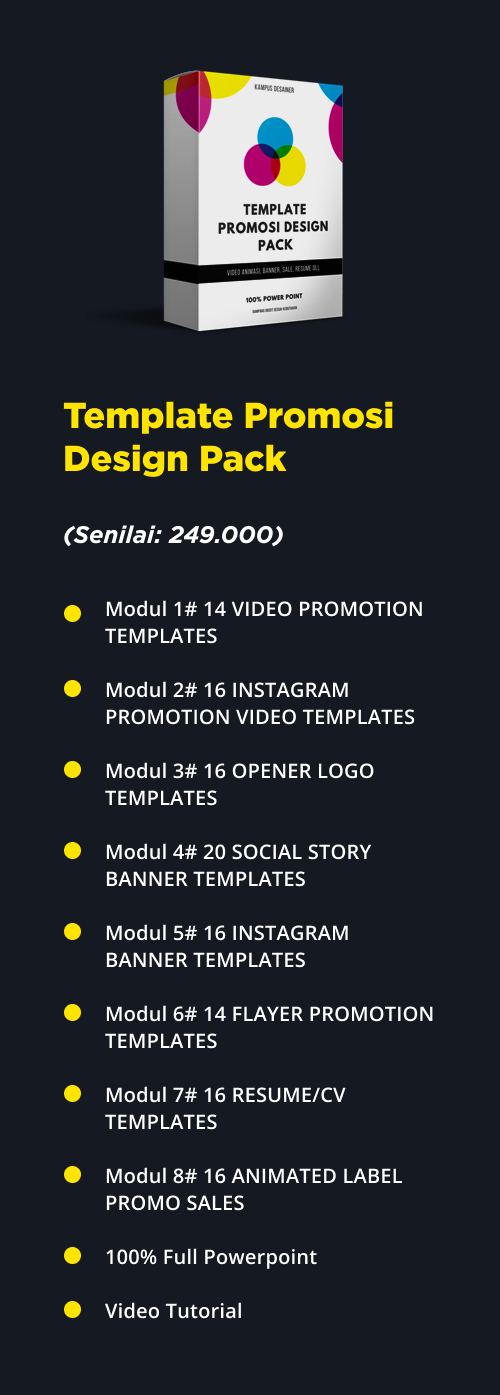 KAMPUS DESAINER
TEMPLATE
PROMOSI DESIGN
PACK
VIDEO ANIMASI, BANNER, SALE, RESUME DLL
100% POWER POINT
Template Promosi
Design Pack
(Senilai: 249.000)
Modul 1# 14 VIDEO PROMOTION
TEMPLATES
Modul 2# 16 INSTAGRAM
PROMOTION VIDEO TEMPLATES
Modul 3# 16 OPENER LOGO
TEMPLATES
Modul 4# 20 SOCIAL STORY
BANNER TEMPLATES
Modul 5# 16 INSTAGRAM
BANNER TEMPLATES
Modul 6# 14 FLAYER PROMOTION
TEMPLATES
Modul 7# 16 RESUME/CV
TEMPLATES
Modul 8# 16 ANIMATED LABEL
PROMO SALES
100% Full Powerpoint
Video Tutorial